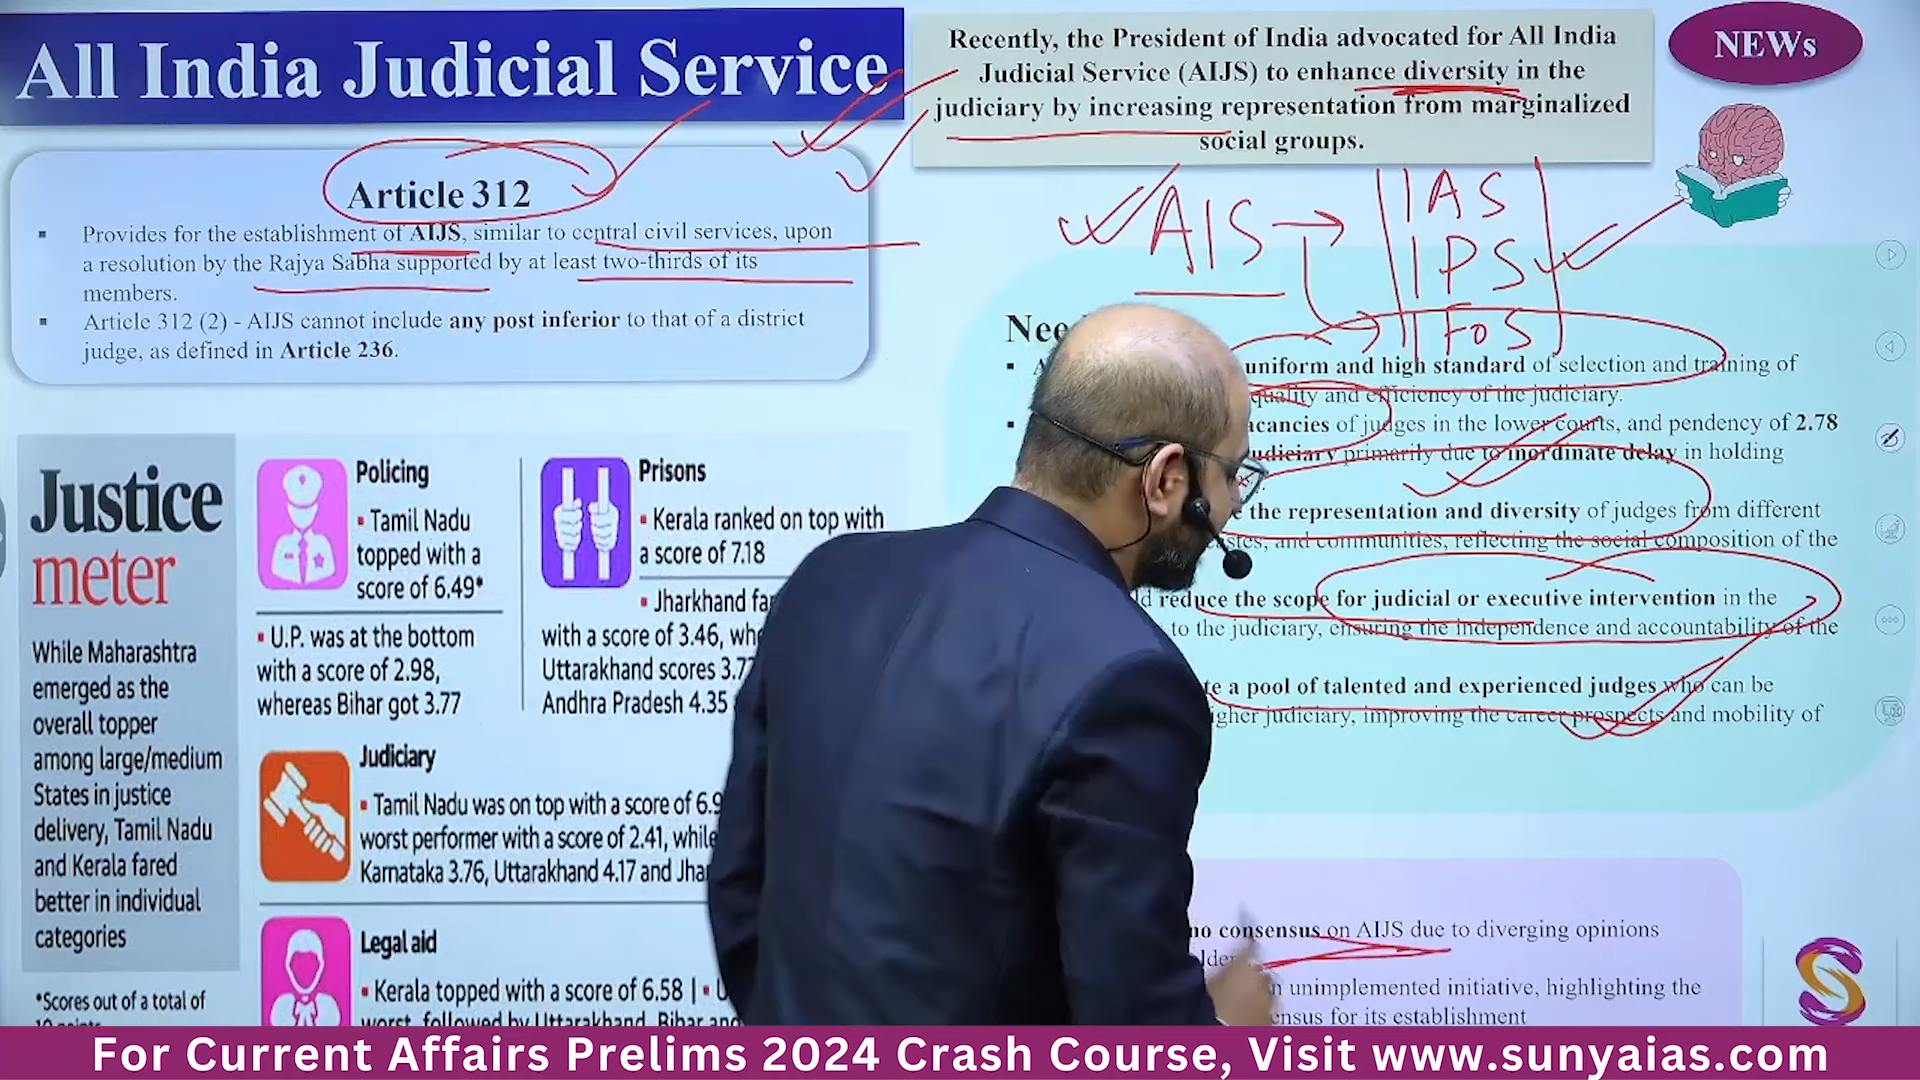 All India Judicial Service
Recently, the President of India advocated for All India
Judicial Service (AIJS) to enhance diversity in the
judiciary by increasing representation from marginalized
social groups.
NEWs
Article 312
▪ Provides for the establishment of AIJS, similar to central civil services, upon
a resolution by the Rajya Sabha supported by at least two-thirds of its
members.
▪ Article 312 (2) - AIJS cannot include any post inferior to that of a district
judge, as defined in Article 236.
AIS → IAS
IPS
IFoS
Nee
uniform and high standard of selection and training of
quality and efficiency of the judiciary.
acancies of judges in the lower courts, and pendency of 2.78
udiciary primarily due to inordinate delay in holding
the representation and diversity of judges from different
astes, and communities, reflecting the social composition of the
d reduce the scope for judicial or executive intervention in the
to the judiciary, ensuring the independence and accountability of the
te a pool of talented and experienced judges who can be
igher judiciary, improving the career prospects and mobility of
no consensus on AIJS due to diverging opinions
lder
n unimplemented initiative, highlighting the
ensus for its establishment
Justice
meter
While Maharashtra
emerged as the
overall topper
among large/medium
States in justice
delivery, Tamil Nadu
and Kerala fared
better in individual
categories
*Scores out of a total of
10 points
Policing
▪ Tamil Nadu
topped with a
score of 6.49*
▪ U.P. was at the bottom
with a score of 2.98,
whereas Bihar got 3.77
Prisons
▪ Kerala ranked on top with
a score of 7.18
▪ Jharkhand far
with a score of 3.46, wh
Uttarakhand scores 3.7
Andhra Pradesh 4.35
Judiciary
▪ Tamil Nadu was on top with a score of 6.9
worst performer with a score of 2.41, while
Karnataka 3.76, Uttarakhand 4.17 and Jhar
Legal aid
▪ Kerala topped with a score of 6.58 | ▪ U
worst, followed by Uttarakhand, Bihar and
For Current Affairs Prelims 2024 Crash Course, Visit www.sunyaias.com